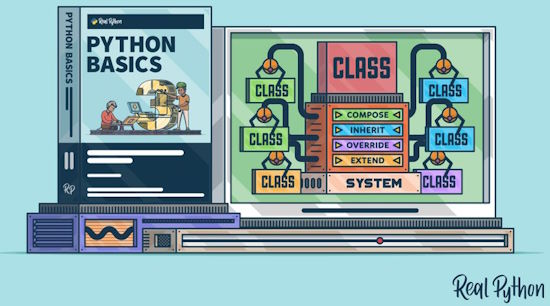 PYTHON BASICS
RP
Real Python
PYTHON
BASICS
3
CLASS
CLASS
CLASS
COMPOSE
INHERIT
OVERRIDE
EXTEND
CLASS
CLASS
CLASS
SYSTEM
CLASS
Real Python